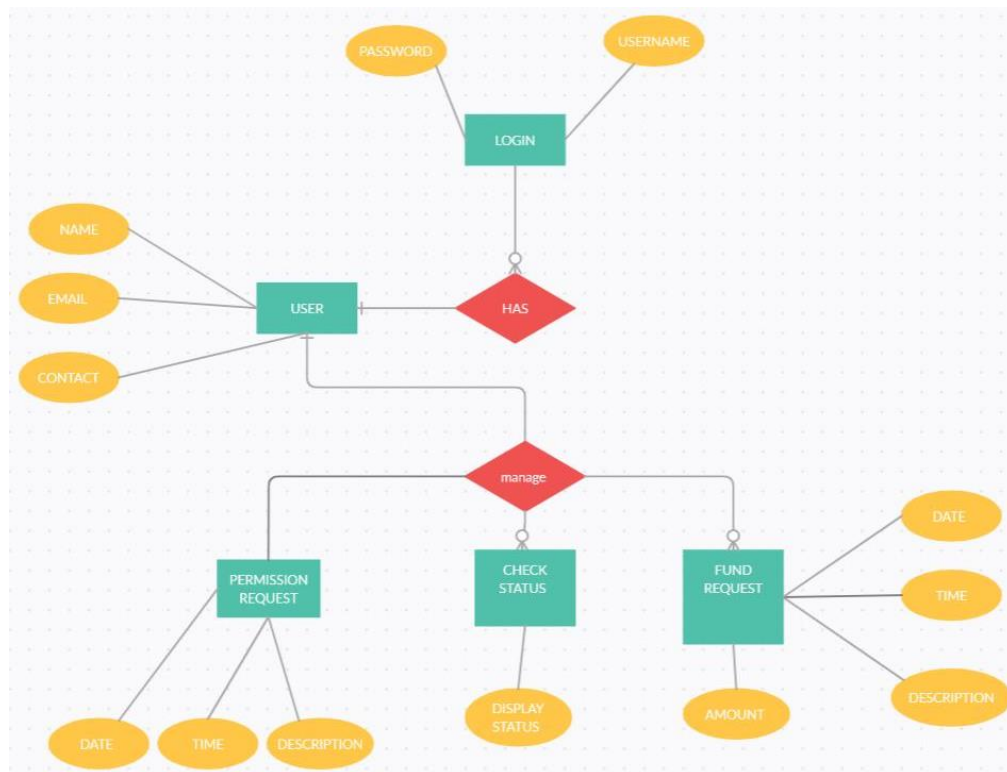 PASSWORD
USERNAME
LOGIN
NAME
EMAIL
USER
HAS
CONTACT
manage
DATE
PERMISSION
REQUEST
CHECK
STATUS
FUND
REQUEST
TIME
DESCRIPTION
DISPLAY
STATUS
AMOUNT
DATE
TIME
DESCRIPTION